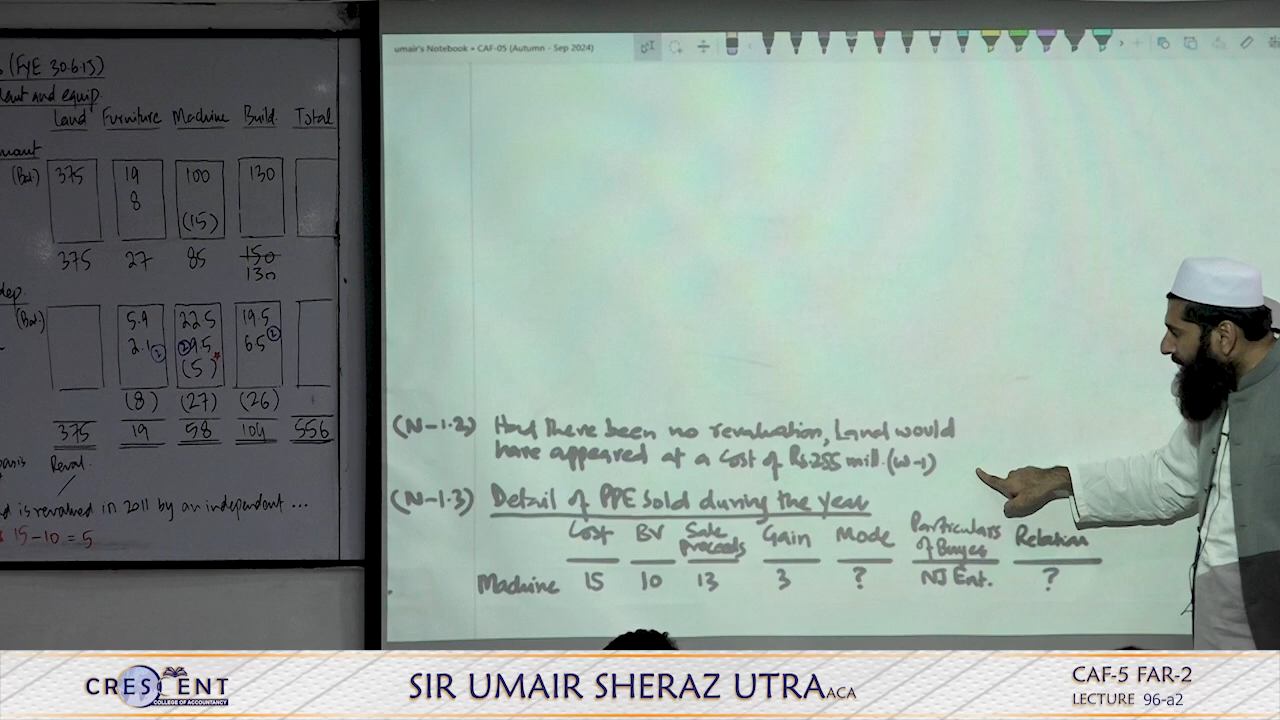 (FYE 30.6.13)
and equip.
Land Furniture Machine Build. Total
(Bal.) 375 19 100 130
8
(15)
375 27 85 150
130
dep
(Bal.) 5.9 22.5 19.5
2.1 2 2 9.5 6.5 2
(5)*
(8) (27) (26)
375 19 58 104 556
basis Reval.
is revalued in 2011 by an independent ...
15-10 = 5
umair's Notebook » CAF-05 (Autumn - Sep 2024)
(N-1.2) Had there been no revaluation, Land would
have appeared at a cost of Rs.255 mill. (W-1)
(N-1.3) Detail of PPE Sold during the year
Cost BV Sale Proceeds Gain Mode Particulars of Buyer Relation
Machine 15 10 13 3 ? NJ Ent. ?
CRESCENT
COLLEGE OF ACCOUNTANCY
SIR UMAIR SHERAZ UTRA ACA
CAF-5 FAR-2
LECTURE 96-a2